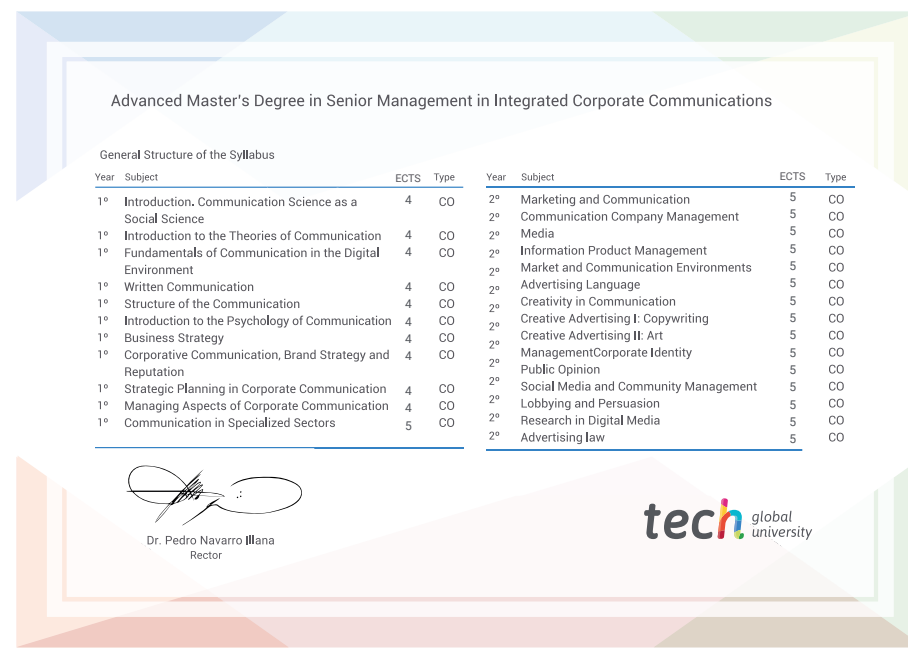 Advanced Master's Degree in Senior Management in Integrated Corporate Communications
General Structure of the Syllabus
Year Subject ECTS Type
1º Introduction. Communication Science as a 4 CO
Social Science
1º Introduction to the Theories of Communication 4 CO
1º Fundamentals of Communication in the Digital 4 CO
Environment
1º Written Communication 4 CO
1º Structure of the Communication 4 CO
1º Introduction to the Psychology of Communication 4 CO
1º Business Strategy 4 CO
1º Corporative Communication, Brand Strategy and 4 CO
Reputation
1º Strategic Planning in Corporate Communication 4 CO
1º Managing Aspects of Corporate Communication 4 CO
1º Communication in Specialized Sectors 5 CO
Year Subject ECTS Type
2º Marketing and Communication 5 CO
2º Communication Company Management 5 CO
2º Media 5 CO
2º Information Product Management 5 CO
2º Market and Communication Environments 5 CO
2º Advertising Language 5 CO
2º Creativity in Communication 5 CO
2º Creative Advertising I: Copywriting 5 CO
2º Creative Advertising II: Art 5 CO
2º ManagementCorporate Identity 5 CO
2º Public Opinion 5 CO
2º Social Media and Community Management 5 CO
2º Lobbying and Persuasion 5 CO
2º Research in Digital Media 5 CO
2º Advertising law 5 CO
Dr. Pedro Navarro Illana
Rector
tech global
university